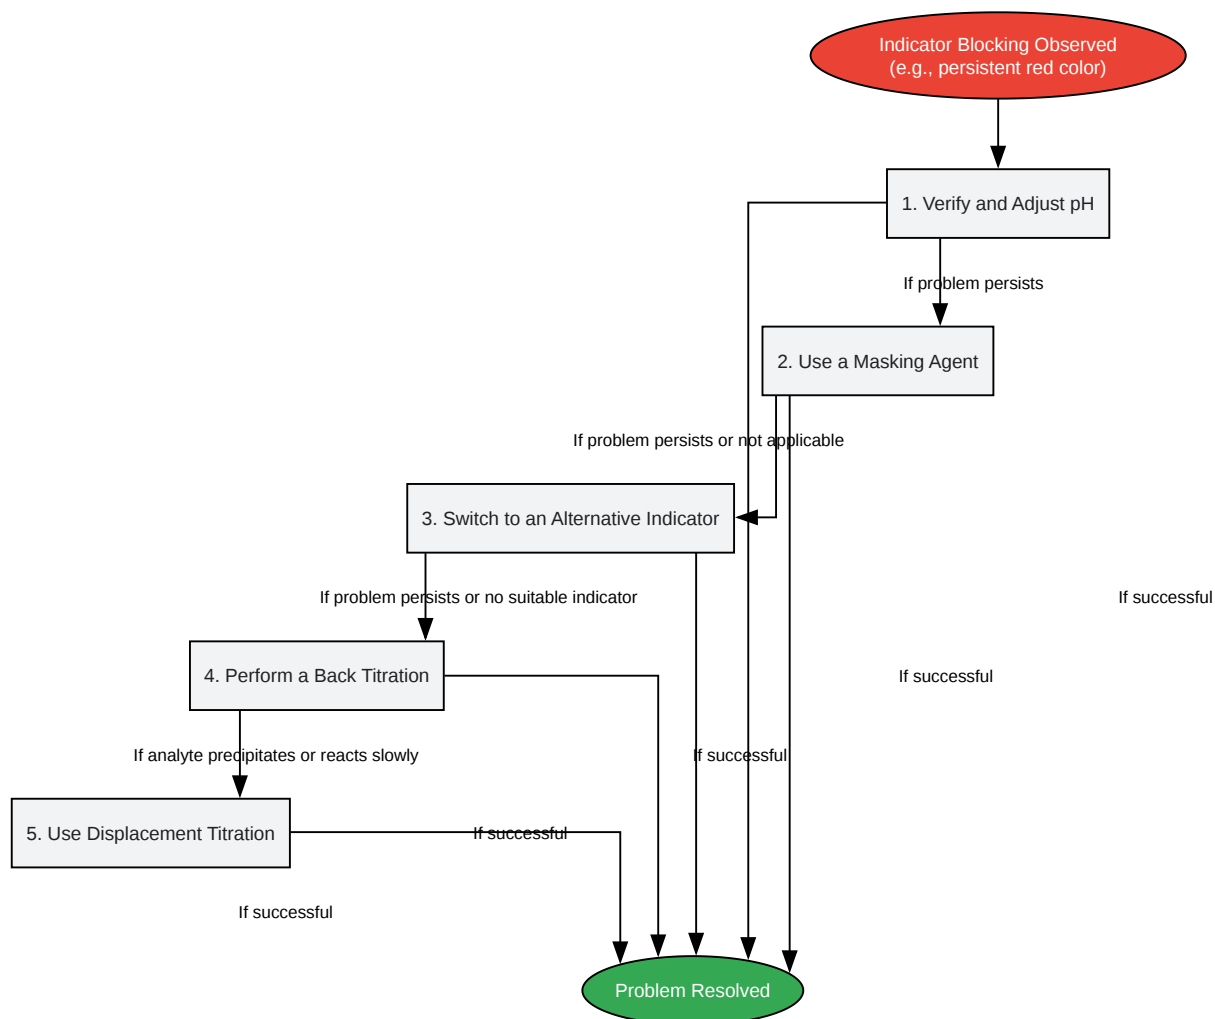 Indicator Blocking Observed
(e.g., persistent red color)
1. Verify and Adjust pH
If problem persists
2. Use a Masking Agent
If problem persists or not applicable
3. Switch to an Alternative Indicator
If problem persists or no suitable indicator
If successful
4. Perform a Back Titration
If successful
If analyte precipitates or reacts slowly
If successful
5. Use Displacement Titration
If successful
If successful
Problem Resolved